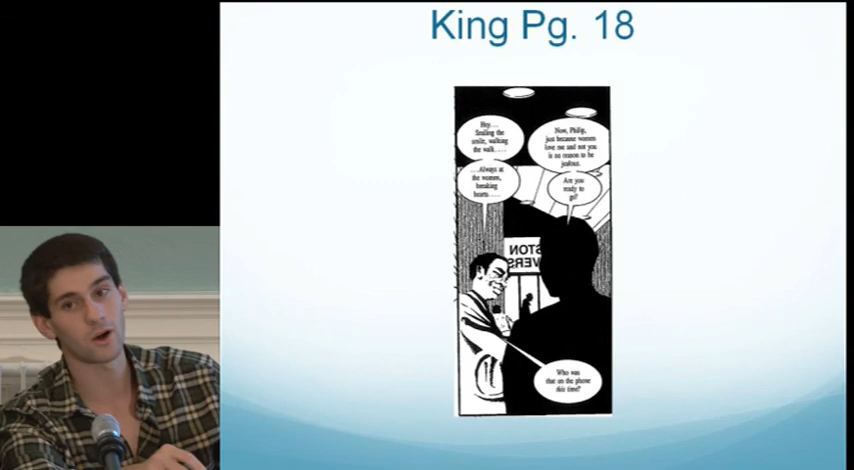 King Pg. 18
Hey....
smiling the
smile, walking
the walk.....
....Always at
the women,
breaking
hearts.....
Now, Philip,
just because women
love me and not you
is no reason to be
jealous.
Are you
ready to
go?
STON
VERS
Who was
that on the phone
this time?